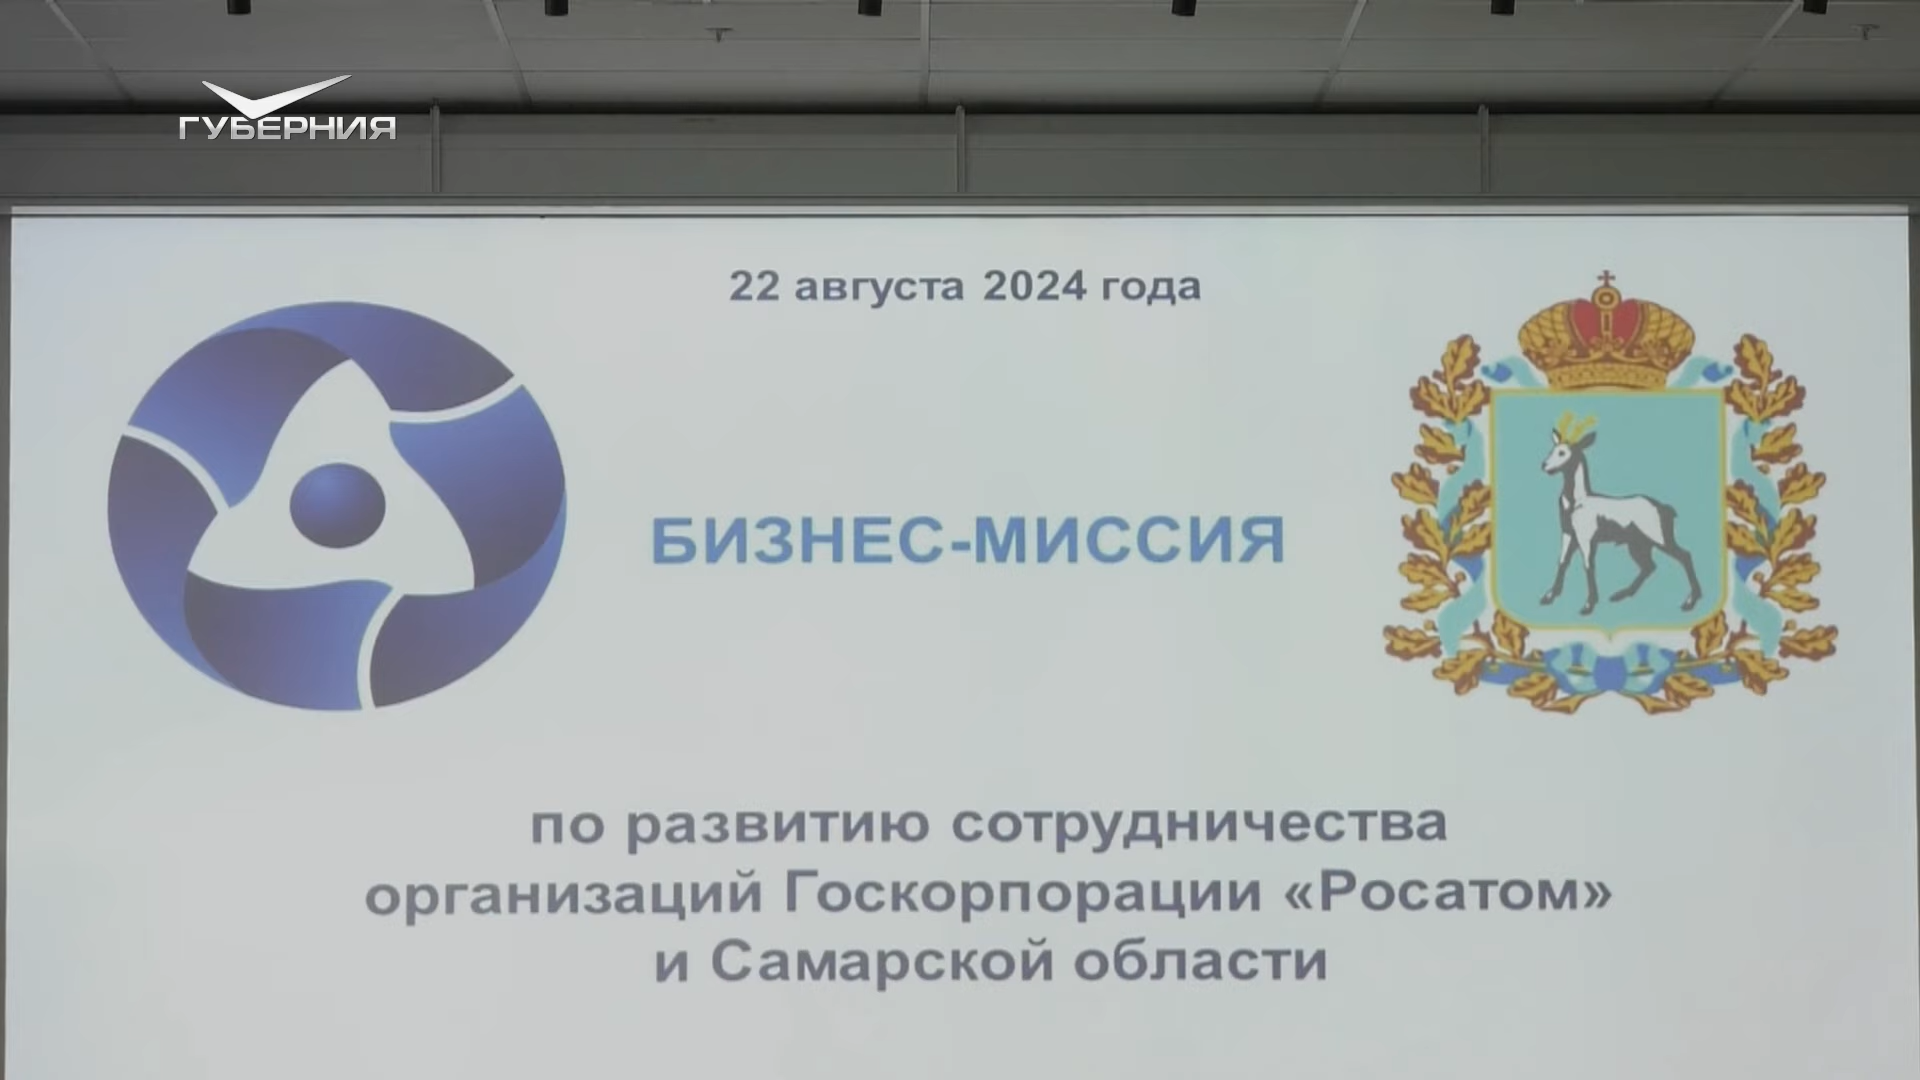 ГУБЕРНИЯ
22 августа 2024 года
БИЗНЕС-МИССИЯ
по развитию сотрудничества
организаций Госкорпорации «Росатом»
и Самарской области